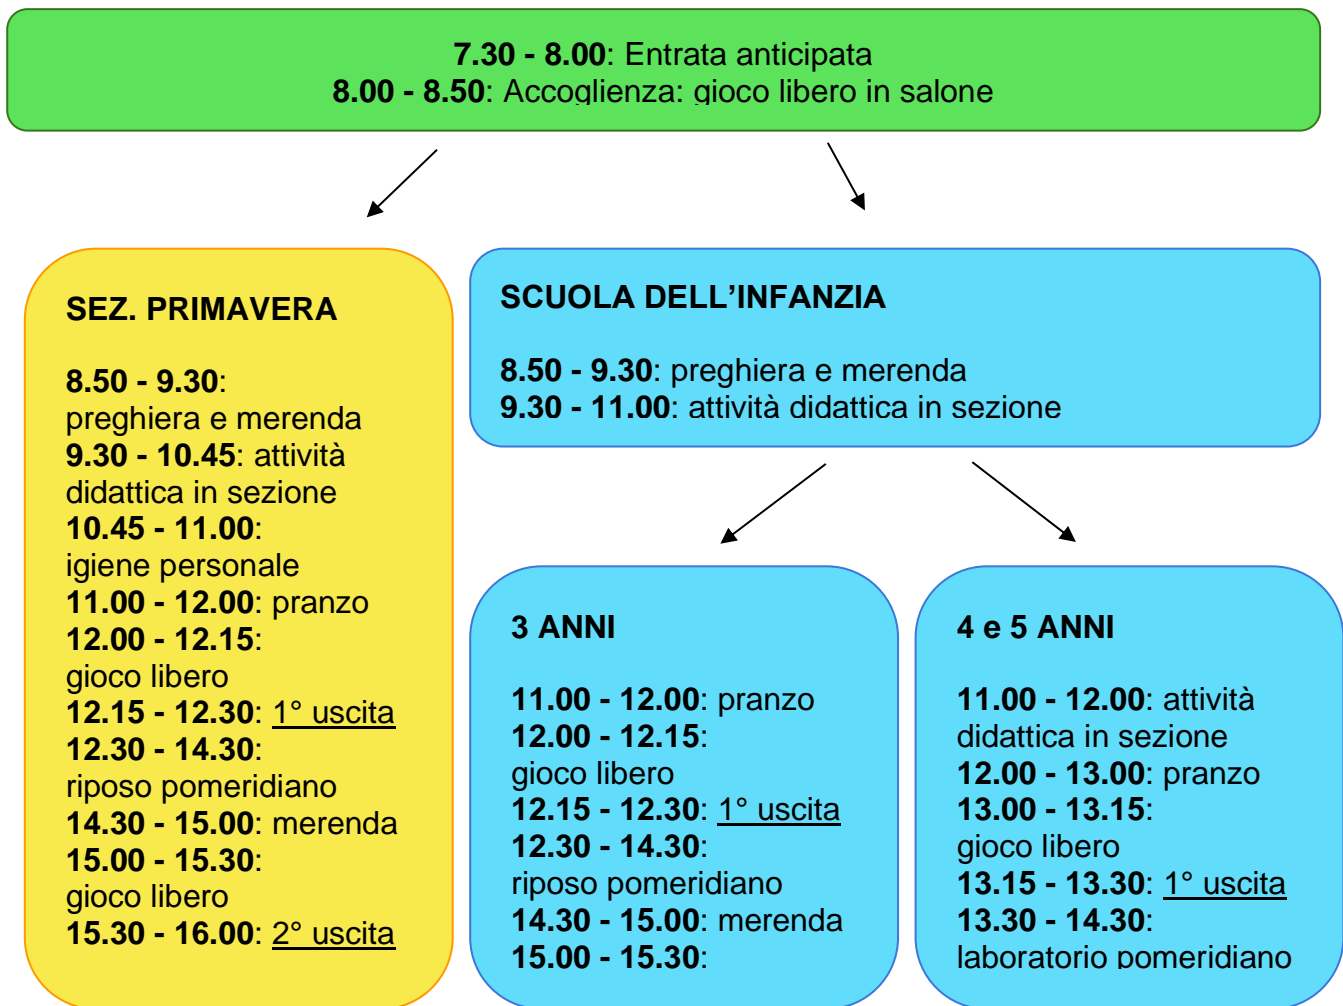 7.30 - 8.00: Entrata anticipata
8.00 - 8.50: Accoglienza: gioco libero in salone
SEZ. PRIMAVERA
8.50 - 9.30:
preghiera e merenda
9.30 - 10.45: attività
didattica in sezione
10.45 - 11.00:
igiene personale
11.00 - 12.00: pranzo
12.00 - 12.15:
gioco libero
12.15 - 12.30: 1° uscita
12.30 - 14.30:
riposo pomeridiano
14.30 - 15.00: merenda
15.00 - 15.30:
gioco libero
15.30 - 16.00: 2° uscita
SCUOLA DELL’INFANZIA
8.50 - 9.30: preghiera e merenda
9.30 - 11.00: attività didattica in sezione
3 ANNI
11.00 - 12.00: pranzo
12.00 - 12.15:
gioco libero
12.15 - 12.30: 1° uscita
12.30 - 14.30:
riposo pomeridiano
14.30 - 15.00: merenda
15.00 - 15.30:
4 e 5 ANNI
11.00 - 12.00: attività
didattica in sezione
12.00 - 13.00: pranzo
13.00 - 13.15:
gioco libero
13.15 - 13.30: 1° uscita
13.30 - 14.30:
laboratorio pomeridiano